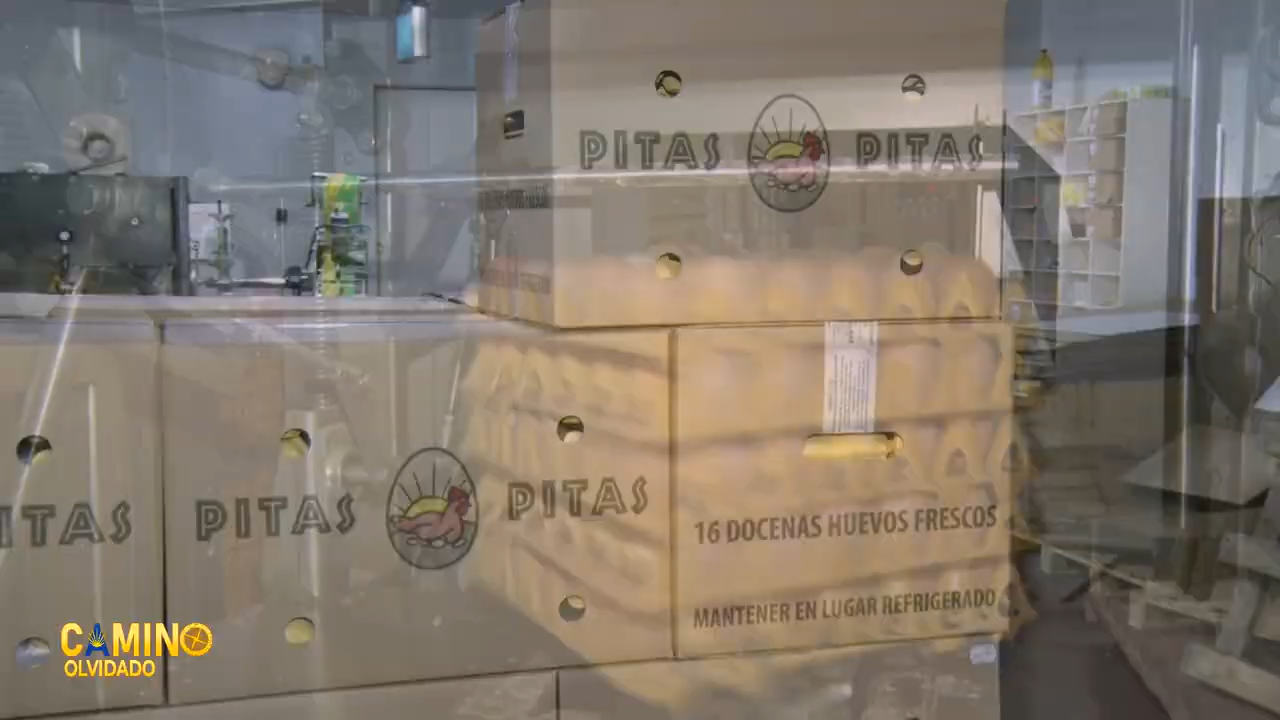 PITAS PITAS
PITAS PITAS
ITAS
16 DOCENAS HUEVOS FRESCOS
MANTENER EN LUGAR REFRIGERADO
CAMINO
OLVIDADO